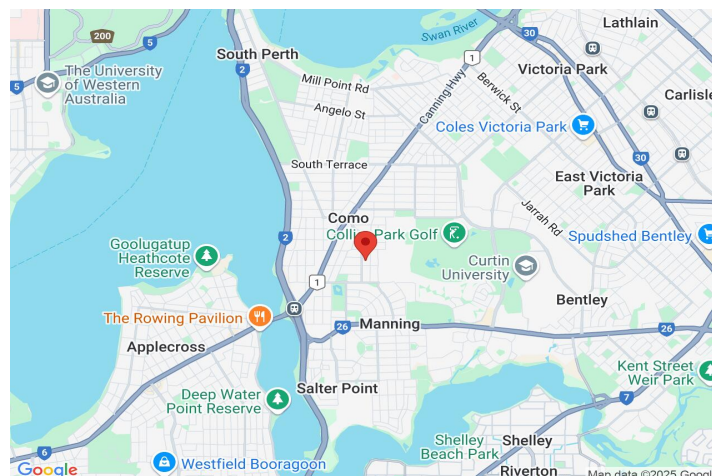 200
5
Swan River
Lathlain
30
South Perth
2
1
Canning Hwy
The University
of Western
Australia
5
Mill Point Rd
Berwick St
Victoria Park
Carlisle
Angelo St
Coles Victoria Park
30
South Terrace
East Victoria
Park
Jarrah Rd
Como
Collier Park Golf
2
Spudshed Bentley
Goolugatup
Heathcote
Reserve
Curtin
University
1
Bentley
The Rowing Pavilion
26
Manning
26
Applecross
Kent Street
Weir Park
Salter Point
Deep Water
Point Reserve
7
Shelley
Beach Park
Shelley
6
Westfield Booragoon
Riverton
Google
Map data ©2025 Google